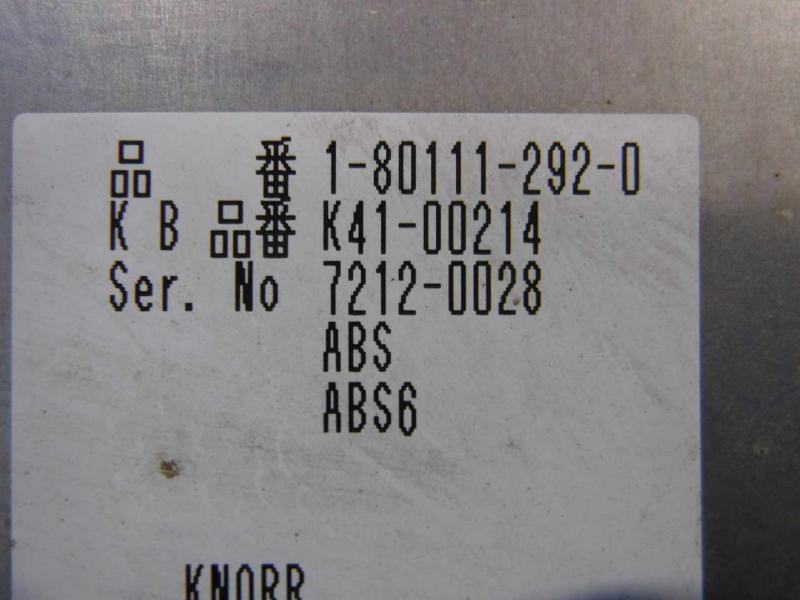 品 番 1-80111-292-0
K B 品番 K41-00214
Ser. No 7212-0028
ABS
ABS6
KNORR